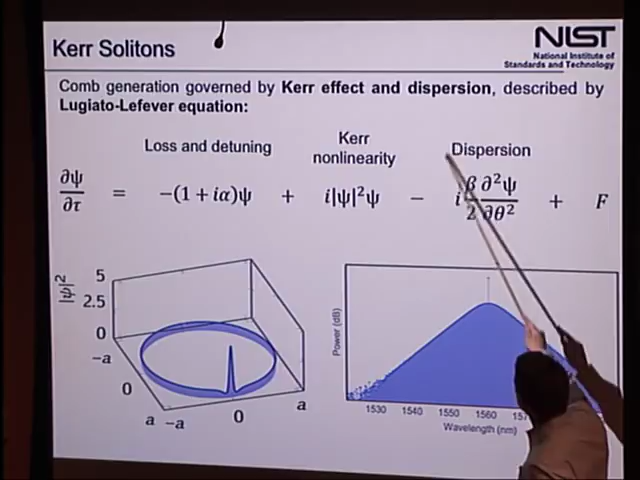 Kerr Solitons
NIST
National Institute of
Standards and Technology
Comb generation governed by Kerr effect and dispersion, described by
Lugiato-Lefever equation:
Loss and detuning
Kerr
nonlinearity
Dispersion
∂ψ/∂τ = −(1 + iα)ψ + i|ψ|²ψ − i β/2 ∂²ψ/∂θ² + F
|ψ|²
5
2.5
0
−a
0
a
−a
0
a
Power (dB)
1530 1540 1550 1560
Wavelength (nm)